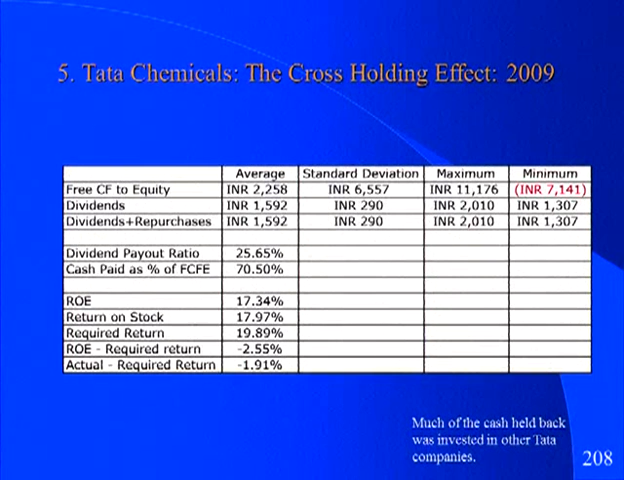 5. Tata Chemicals: The Cross Holding Effect: 2009
Average Standard Deviation Maximum Minimum
Free CF to Equity INR 2,258 INR 6,557 INR 11,176 (INR 7,141)
Dividends INR 1,592 INR 290 INR 2,010 INR 1,307
Dividends+Repurchases INR 1,592 INR 290 INR 2,010 INR 1,307
Dividend Payout Ratio 25.65%
Cash Paid as % of FCFE 70.50%
ROE 17.34%
Return on Stock 17.97%
Required Return 19.89%
ROE - Required return -2.55%
Actual - Required Return -1.91%
Much of the cash held back
was invested in other Tata
companies.
208